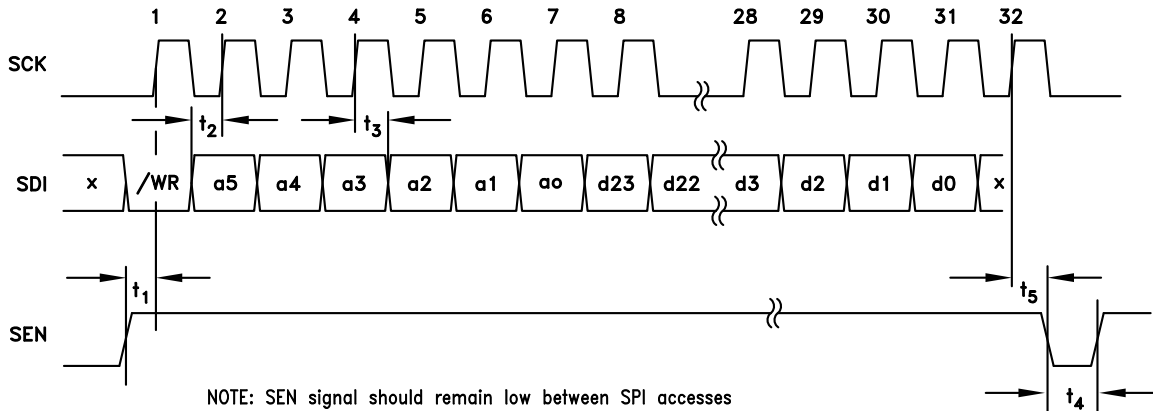 1 2 3 4 5 6 7 8 28 29 30 31 32
SCK
t2 t3
SDI x /WR a5 a4 a3 a2 a1 ao d23 d22 d3 d2 d1 d0 x
t1 t5
SEN
NOTE: SEN signal should remain low between SPI accesses
t4